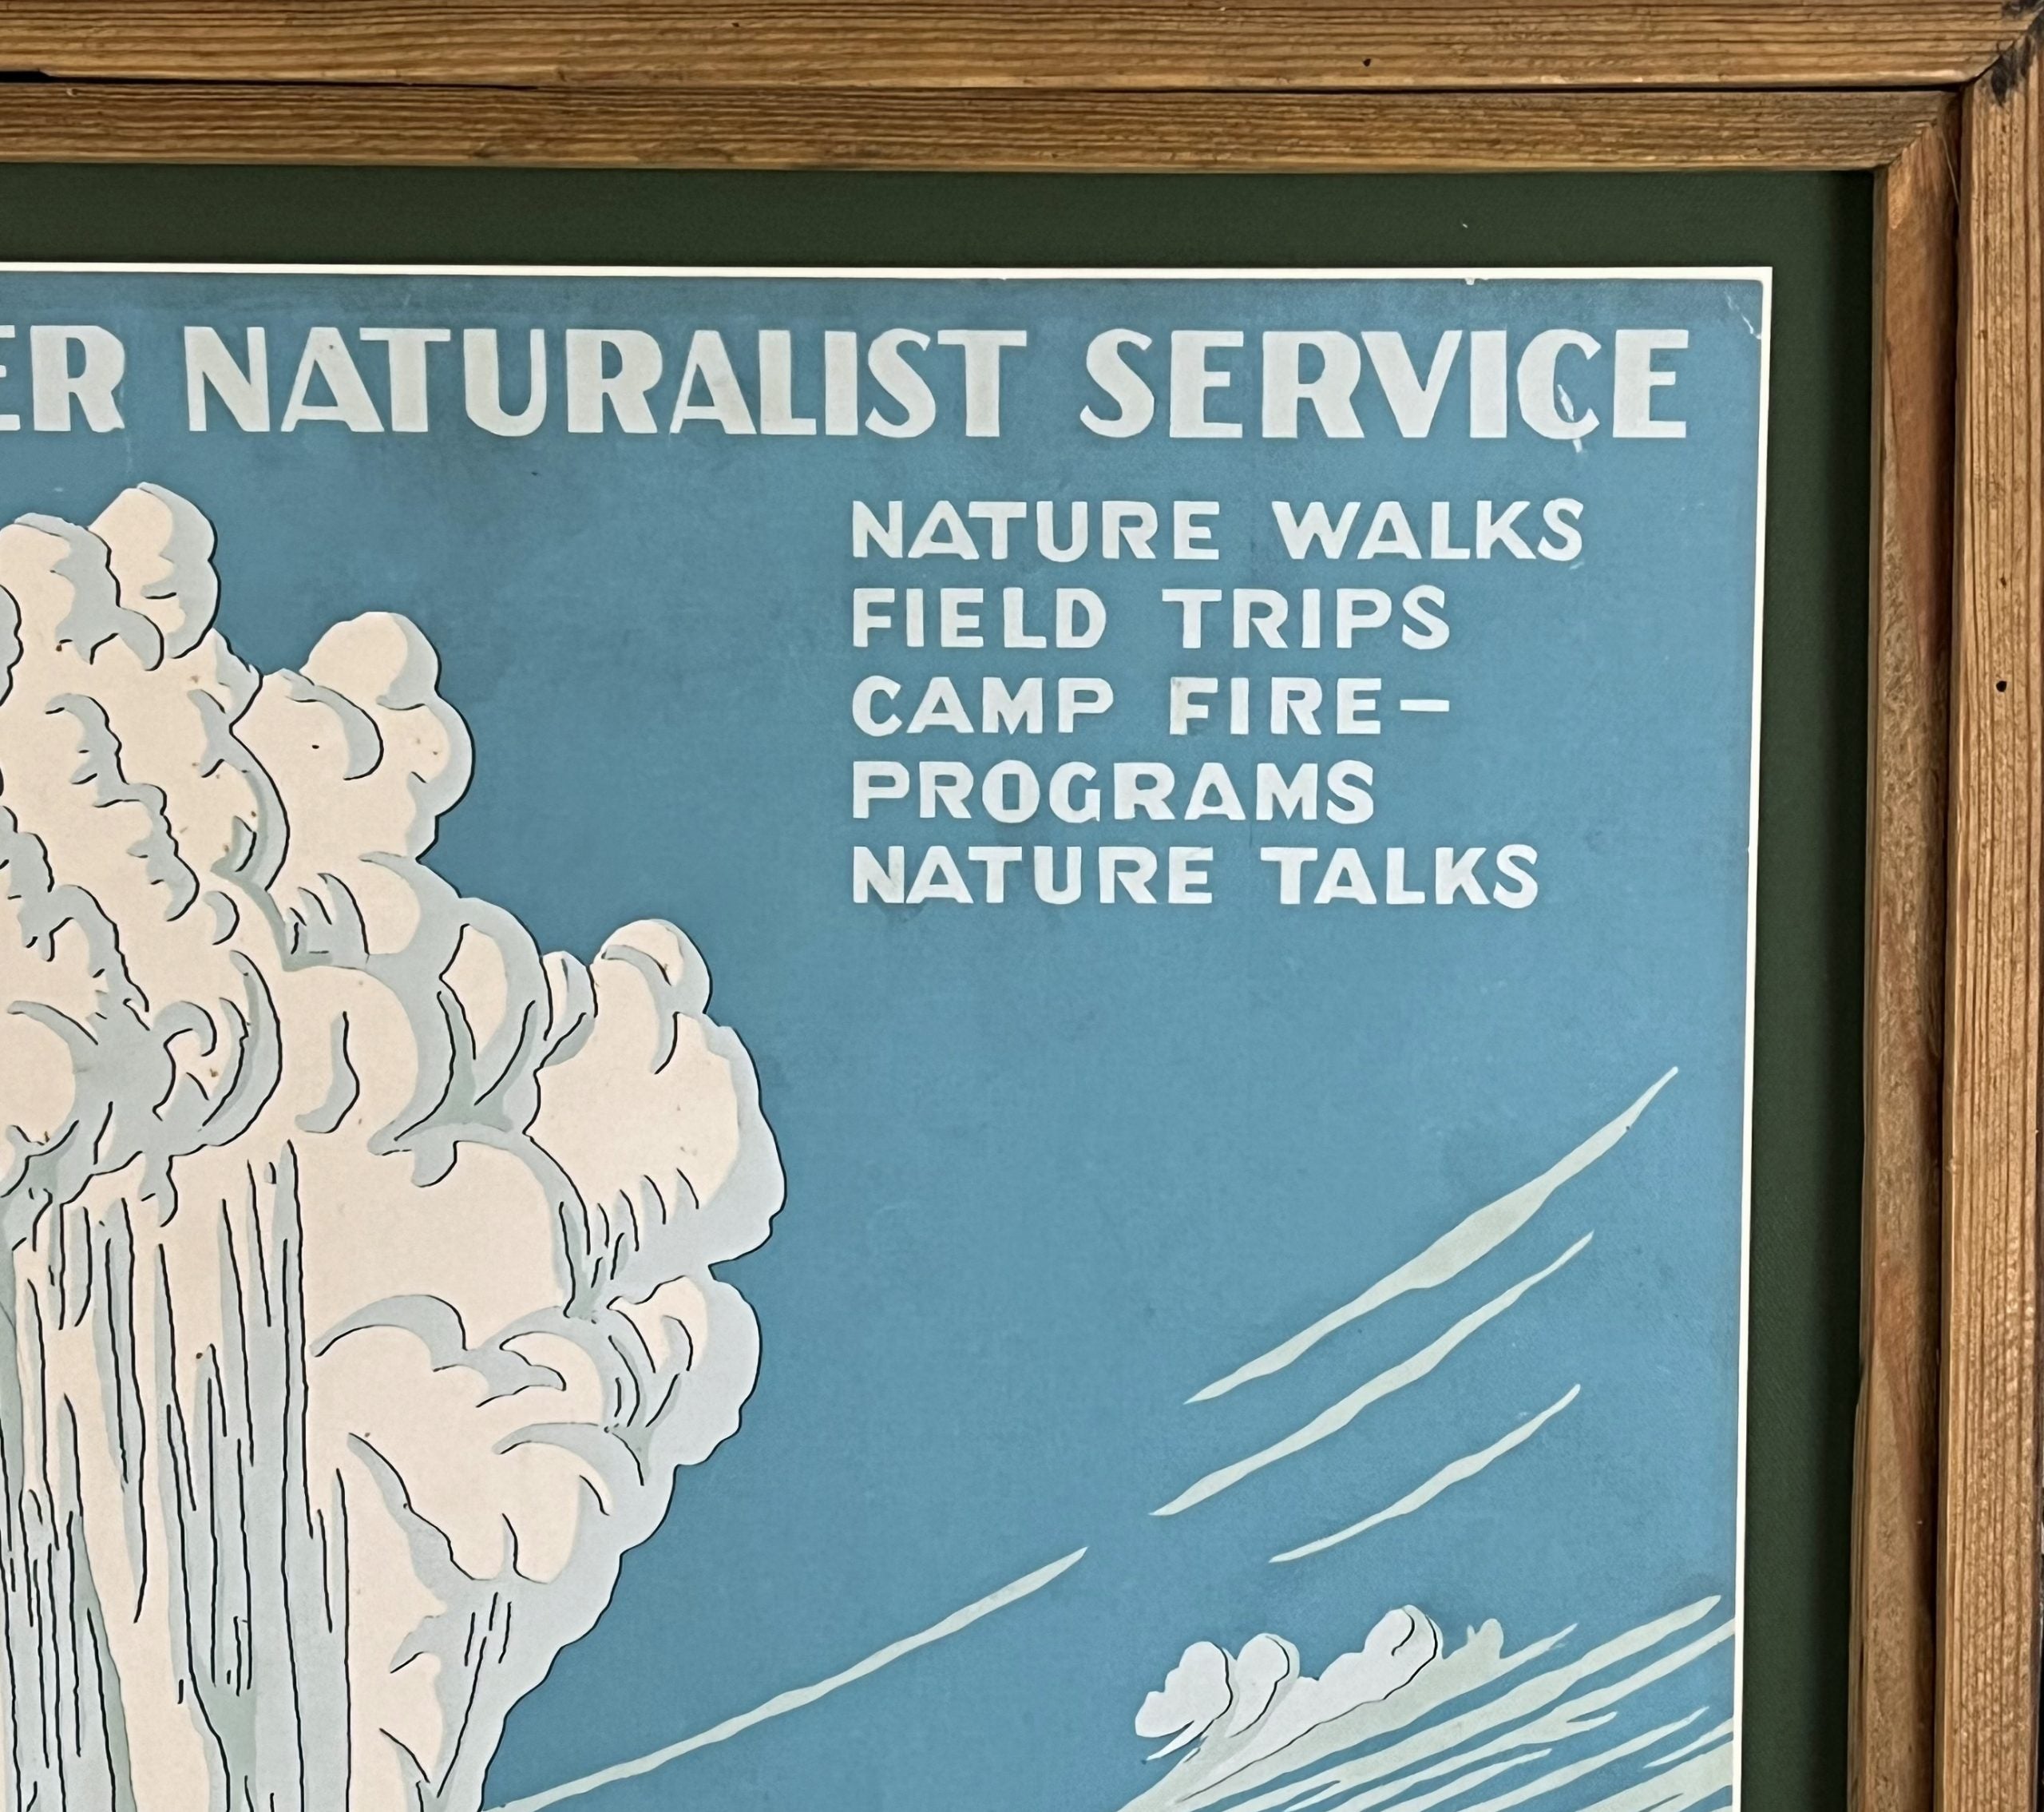 ER NATURALIST SERVICE
NATURE WALKS
FIELD TRIPS
CAMP FIRE–
PROGRAMS
NATURE TALKS